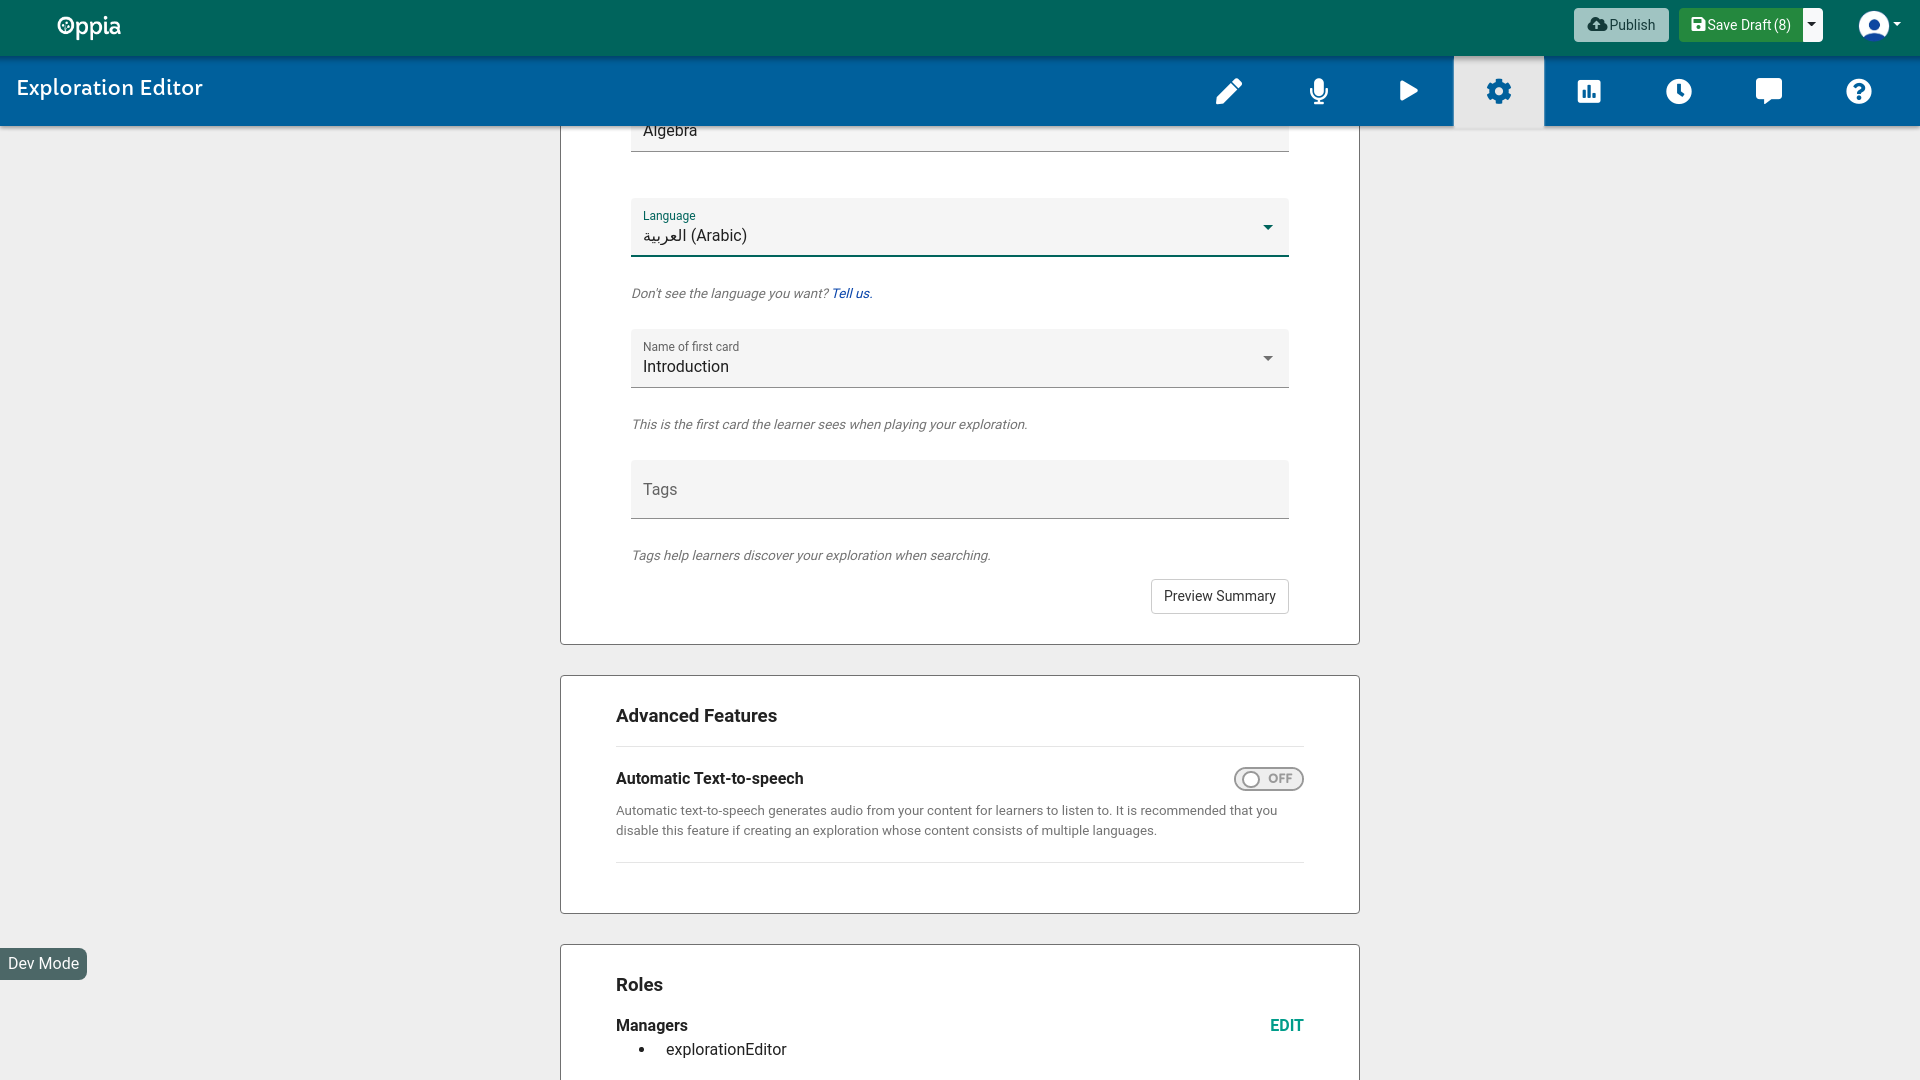 Oppia
Publish
Save Draft (8)
Exploration Editor
Algebra
Language
العربية (Arabic)
Don't see the language you want? Tell us.
Name of first card
Introduction
This is the first card the learner sees when playing your exploration.
Tags
Tags help learners discover your exploration when searching.
Preview Summary
Advanced Features
Automatic Text-to-speech
OFF
Automatic text-to-speech generates audio from your content for learners to listen to. It is recommended that you
disable this feature if creating an exploration whose content consists of multiple languages.
Dev Mode
Roles
Managers
EDIT
explorationEditor